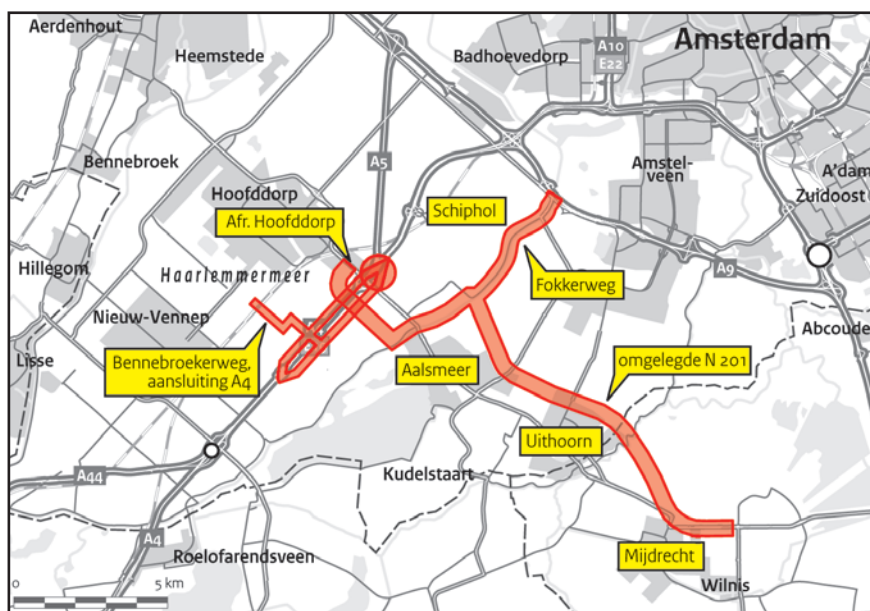 Aerdenhout
Heemstede
Badhoevedorp
A10
E22
Amsterdam
Bennebroek
A5
Amstel-
veen
A'dam
Zuidoost
Hoofddorp
Schiphol
Afr. Hoofddorp
Hillegom
Haarlemmermeer
A9
Fokkerweg
Nieuw-Vennep
Abcoude
Lisse
Bennebroekerweg,
aansluiting A4
Aalsmeer
omgelegde N 201
Uithoorn
A44
Kudelstaart
A4
Roelofarendsveen
Mijdrecht
Wilnis
0
5 km